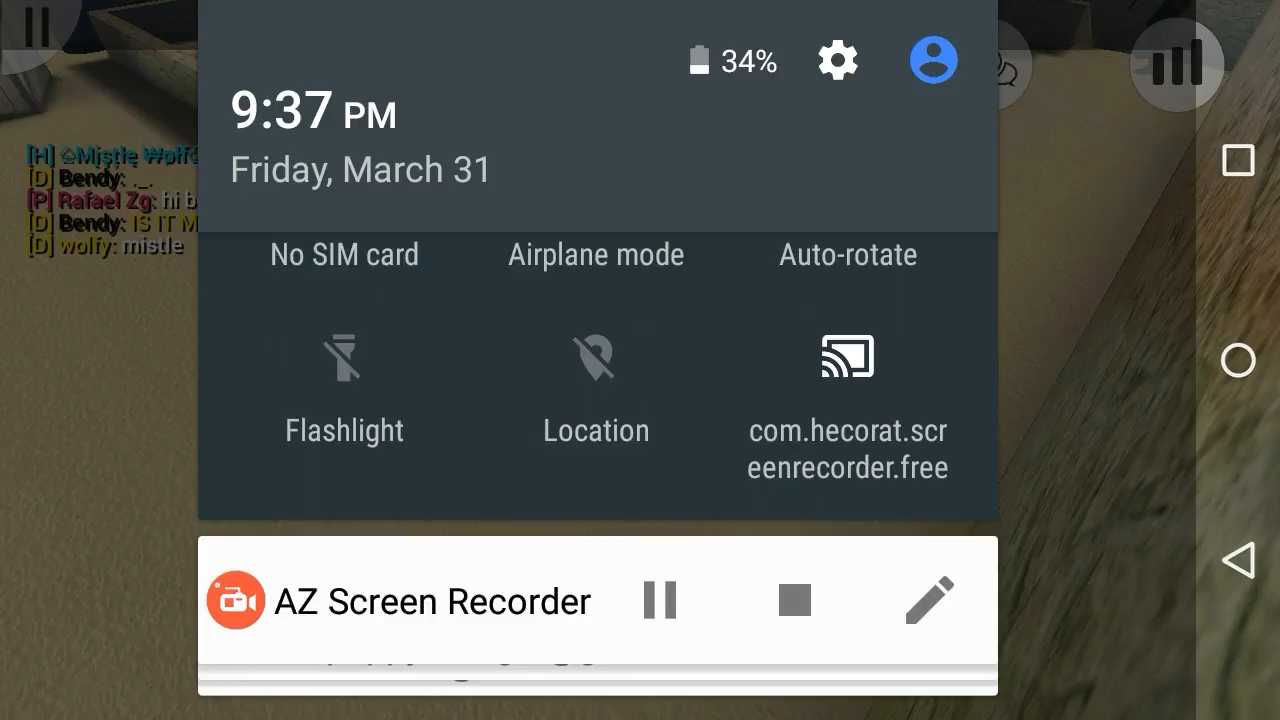 34%
9:37 PM
Friday, March 31
[H]
[D] Bendy: ._.
[P] Rafael Zg: hi b
[D] Bendy: IS IT M
[D] wolfy: mistle
No SIM card
Airplane mode
Auto-rotate
Flashlight
Location
com.hecorat.scr
eenrecorder.free
AZ Screen Recorder